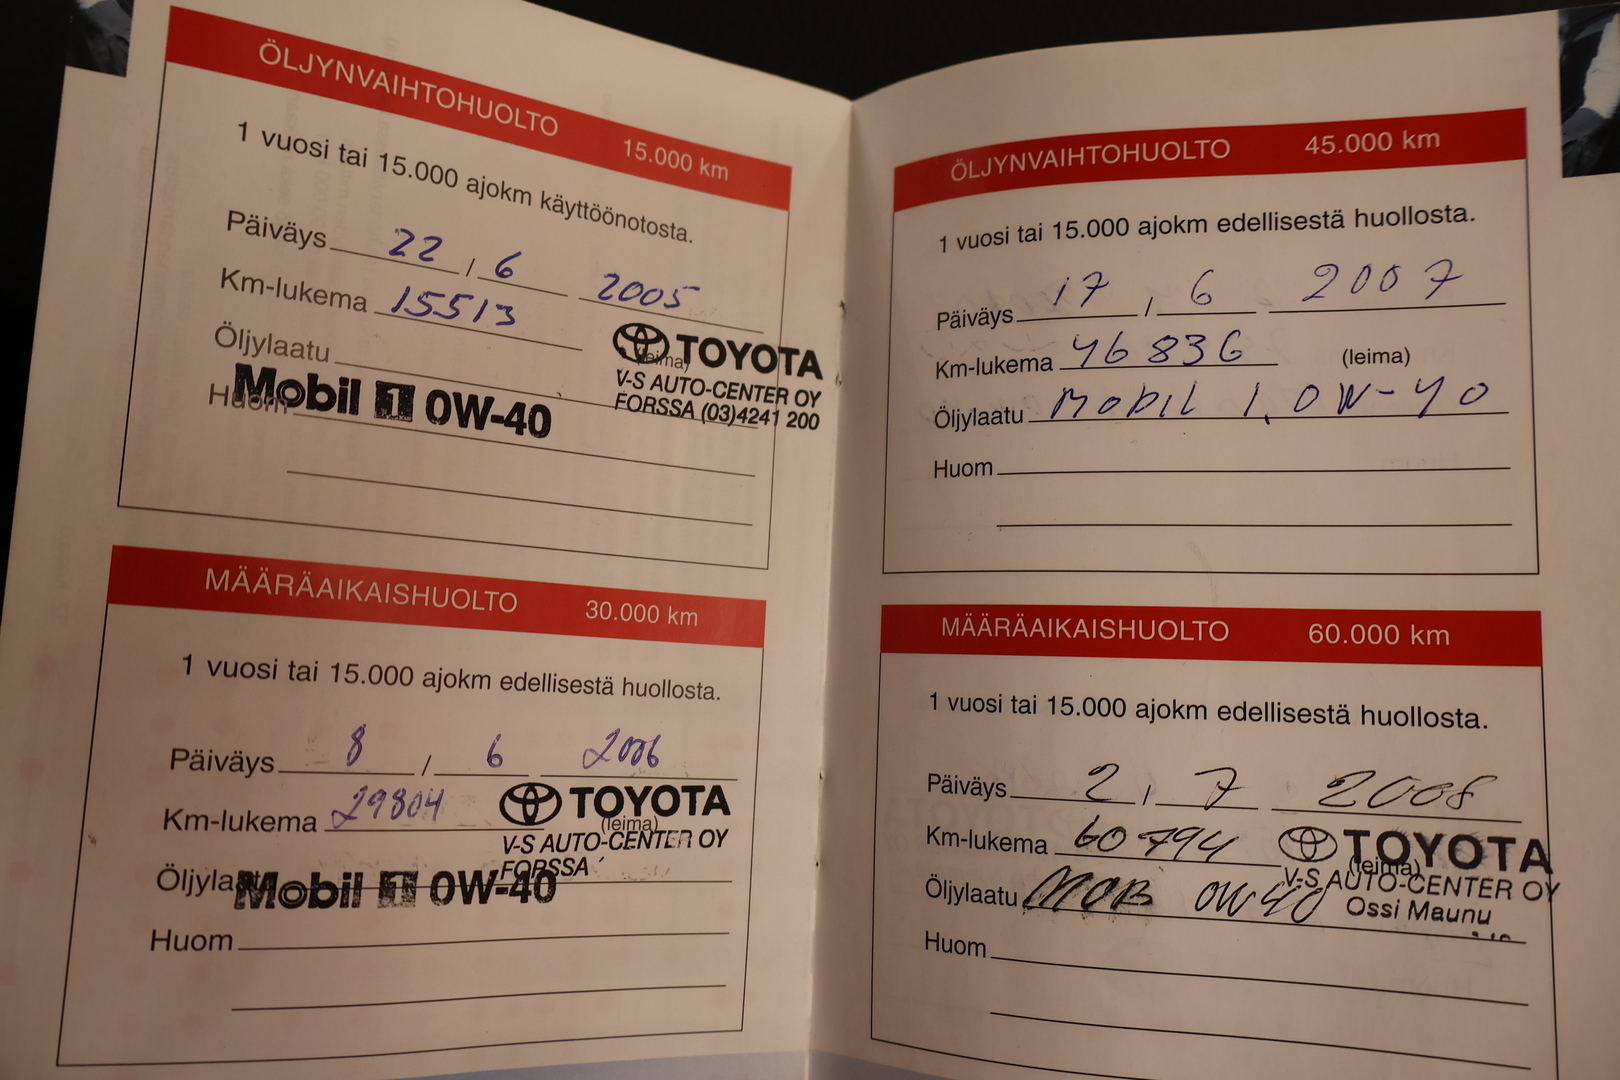 ÖLJYNVAIHTOHUOLTO 15.000 km
1 vuosi tai 15.000 ajokm käyttöönotosta.
Päiväys 22 / 6 2005
Km-lukema 15513
(leima)
TOYOTA
V-S AUTO-CENTER OY
FORSSA (03)4241 200
Öljylaatu
Mobil 1 0W-40
Huom
MÄÄRÄAIKAISHUOLTO 30.000 km
1 vuosi tai 15.000 ajokm edellisestä huollosta.
Päiväys 8 / 6 2006
Km-lukema 29804
(leima)
TOYOTA
V-S AUTO-CENTER OY
FORSSA
Öljylaatu Mobil 1 0W-40
Huom
ÖLJYNVAIHTOHUOLTO 45.000 km
1 vuosi tai 15.000 ajokm edellisestä huollosta.
Päiväys 17 / 6 2007
Km-lukema 46836 (leima)
Öljylaatu Mobil 1, 0W-40
Huom
MÄÄRÄAIKAISHUOLTO 60.000 km
1 vuosi tai 15.000 ajokm edellisestä huollosta.
Päiväys 2 / 7 2008
Km-lukema 60794
(leima)
TOYOTA
V-S AUTO-CENTER OY
Ossi Maunu
Öljylaatu MOB 0W40
Huom